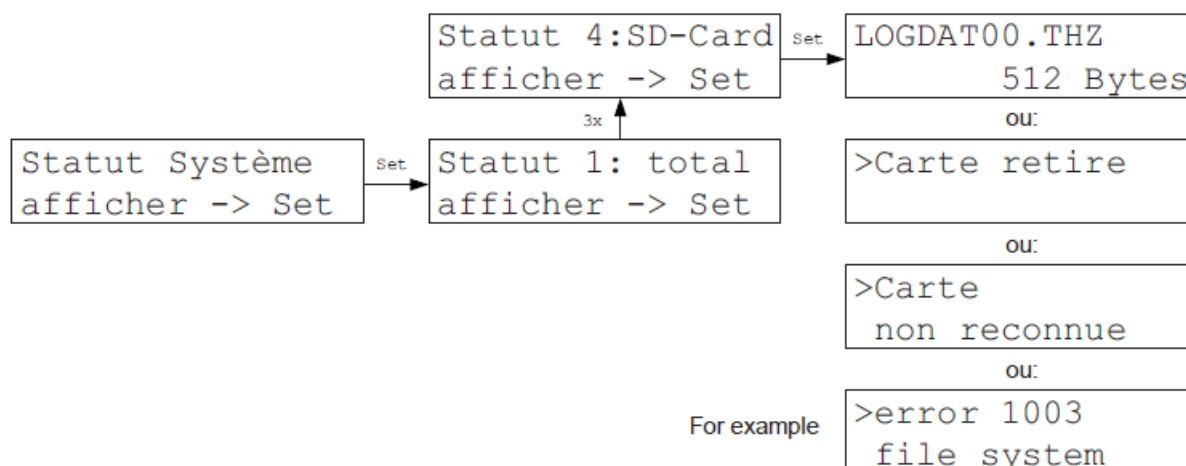 Statut 4:SD-Card
afficher -> Set
Set
LOGDAT00.THZ
512 Bytes
ou:
3x
Statut Système
afficher -> Set
Set
Statut 1: total
afficher -> Set
>Carte retire
ou:
>Carte
non reconnue
ou:
For example
>error 1003
file system